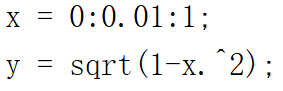 x = 0:0.01:1;
y = sqrt(1-x.^2);